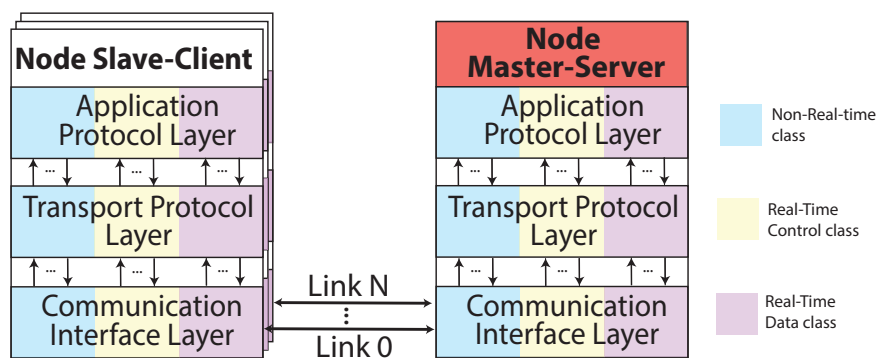 Node Slave-Client
Application
Protocol Layer
... ... ...
Transport Protocol
Layer
... ... ...
Communication
Interface Layer
Link N
...
Link 0
Node
Master-Server
Application
Protocol Layer
... ... ...
Transport Protocol
Layer
... ... ...
Communication
Interface Layer
Non-Real-time
class
Real-Time
Control class
Real-Time
Data class